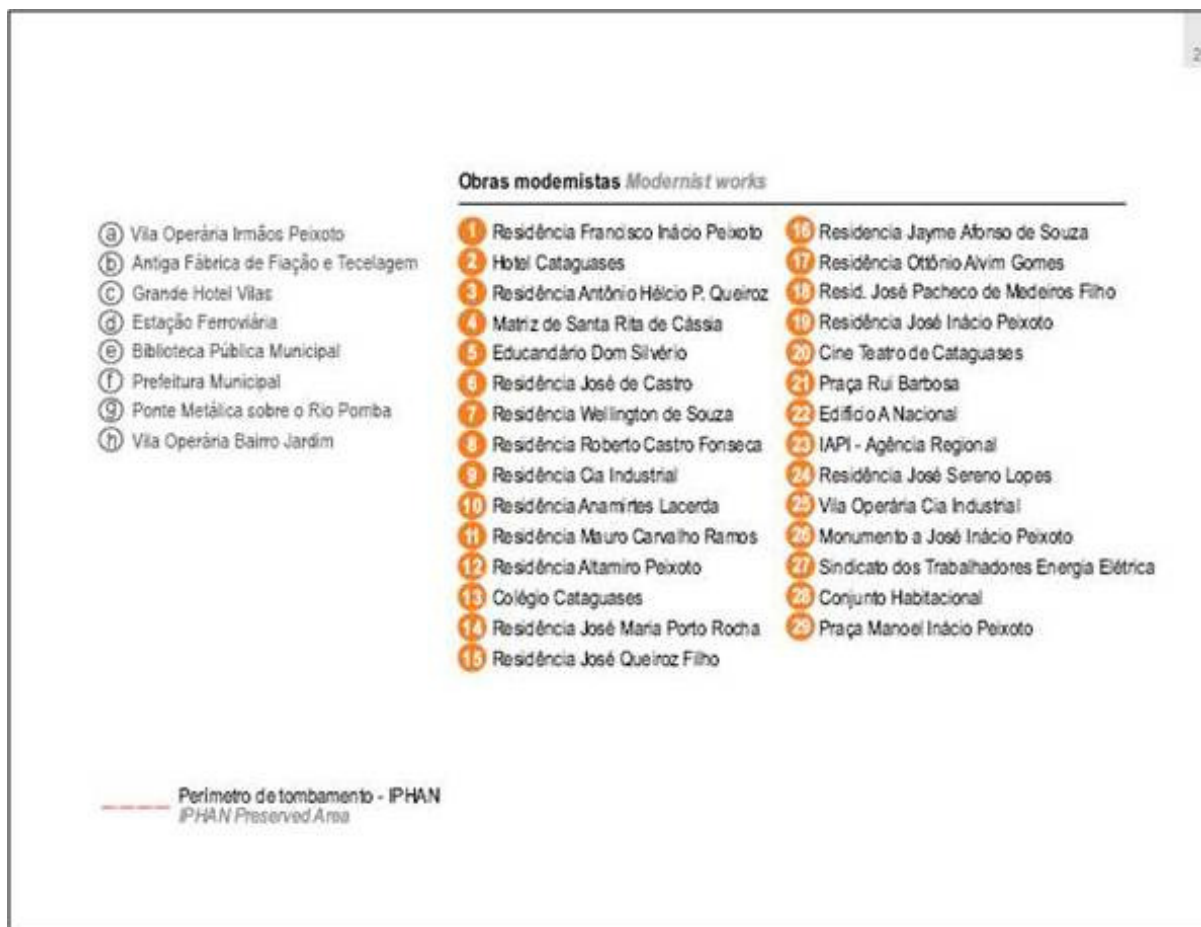 2
Obras modernistas Modernist works
ⓐ Vila Operária Irmãos Peixoto
ⓑ Antiga Fábrica de Fiação e Tecelagem
ⓒ Grande Hotel Vilas
ⓓ Estação Ferroviária
ⓔ Biblioteca Pública Municipal
ⓕ Prefeitura Municipal
ⓖ Ponte Metálica sobre o Rio Pomba
ⓗ Vila Operária Bairro Jardim
1 Residência Francisco Inácio Peixoto
2 Hotel Cataguases
3 Residência Antônio Hélcio P. Queiroz
4 Matriz de Santa Rita de Cássia
5 Educandário Dom Silvério
6 Residência José de Castro
7 Residência Wellington de Souza
8 Residência Roberto Castro Fonseca
9 Residência Cia Industrial
10 Residência Anamirtes Lacerda
11 Residência Mauro Carvalho Ramos
12 Residência Altamiro Peixoto
13 Colégio Cataguases
14 Residência José Maria Porto Rocha
15 Residência José Queiroz Filho
16 Residencia Jayme Afonso de Souza
17 Residência Ottônio Alvim Gomes
18 Resid. José Pacheco de Medeiros Filho
19 Residência José Inácio Peixoto
20 Cine Teatro de Cataguases
21 Praça Rui Barbosa
22 Edifício A Nacional
23 IAPI - Agência Regional
24 Residência José Sereno Lopes
25 Vila Operária Cia Industrial
26 Monumento a José Inácio Peixoto
27 Sindicato dos Trabalhadores Energia Elétrica
28 Conjunto Habitacional
29 Praça Manoel Inácio Peixoto
Perímetro de tombamento - IPHAN
IPHAN Preserved Area